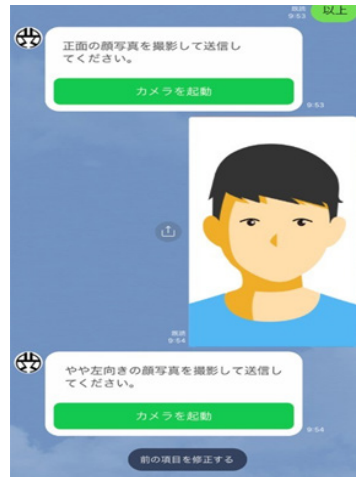 以上
既読
9:53
正面の顔写真を撮影して送信し
てください。
カメラを起動
9:53
既読
9:54
やや左向きの顔写真を撮影して送信し
てください。
カメラを起動
9:54
前の項目を修正する